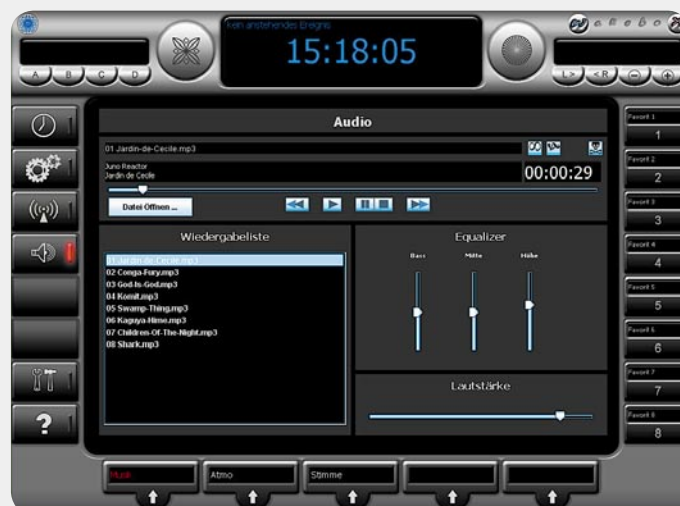 kein anstehendes Ereignis
15:18:05
arebo
A B C D
L > < R
Audio
01 Jardin-de-Cecile.mp3
Juno Reactor
Jardin de Cecile
00:00:29
Datei Öffnen ...
Wiedergabeliste
01 Jardin-de-Cecile.mp3
02 Conga-Fury.mp3
03 God-Is-God.mp3
04 Komit.mp3
05 Swamp-Thing.mp3
06 Kaguya-Hime.mp3
07 Children-Of-The-Night.mp3
08 Shark.mp3
Equalizer
Bass Mitte Höhe
Lautstärke
?
Favorit 1
1
Favorit 2
2
Favorit 3
3
Favorit 4
4
Favorit 5
5
Favorit 6
6
Favorit 7
7
Favorit 8
8
Musik Atmo Stimme